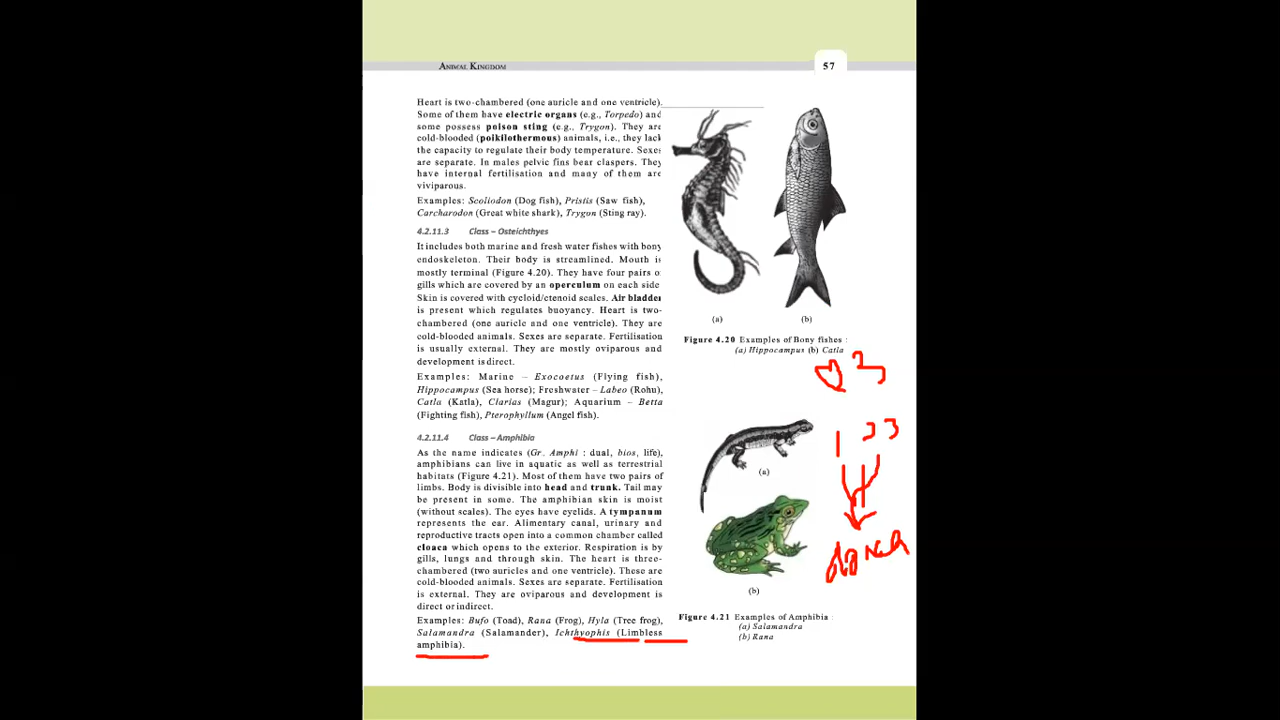 ANIMAL KINGDOM
57
Heart is two-chambered (one auricle and one ventricle).
Some of them have electric organs (e.g., Torpedo) and
some possess poison sting (e.g., Trygon). They are
cold-blooded (poikilothermous) animals, i.e., they lack
the capacity to regulate their body temperature. Sexes
are separate. In males pelvic fins bear claspers. They
have internal fertilisation and many of them are
viviparous.
Examples: Scoliodon (Dog fish), Pristis (Saw fish),
Carcharodon (Great white shark), Trygon (Sting ray).
4.2.11.3 Class – Osteichthyes
It includes both marine and fresh water fishes with bony
endoskeleton. Their body is streamlined. Mouth is
mostly terminal (Figure 4.20). They have four pairs o
gills which are covered by an operculum on each side
Skin is covered with cycloid/ctenoid scales. Air bladder
is present which regulates buoyancy. Heart is two-
chambered (one auricle and one ventricle). They are
cold-blooded animals. Sexes are separate. Fertilisation
is usually external. They are mostly oviparous and
development is direct.
Examples: Marine – Exocoetus (Flying fish),
Hippocampus (Sea horse); Freshwater – Labeo (Rohu),
Catla (Katla), Clarias (Magur); Aquarium – Betta
(Fighting fish), Pterophyllum (Angel fish).
4.2.11.4 Class – Amphibia
As the name indicates (Gr. Amphi : dual, bios, life),
amphibians can live in aquatic as well as terrestrial
habitats (Figure 4.21). Most of them have two pairs of
limbs. Body is divisible into head and trunk. Tail may
be present in some. The amphibian skin is moist
(without scales). The eyes have eyelids. A tympanum
represents the ear. Alimentary canal, urinary and
reproductive tracts open into a common chamber called
cloaca which opens to the exterior. Respiration is by
gills, lungs and through skin. The heart is three-
chambered (two auricles and one ventricle). These are
cold-blooded animals. Sexes are separate. Fertilisation
is external. They are oviparous and development is
direct or indirect.
Examples: Bufo (Toad), Rana (Frog), Hyla (Tree frog),
Salamandra (Salamander), Ichthyophis (Limbless
amphibia).
(a) (b)
Figure 4.20 Examples of Bony fishes :
(a) Hippocampus (b) Catla
3
1 2 3
(a)
(b)
Figure 4.21 Examples of Amphibia :
(a) Salamandra
(b) Rana